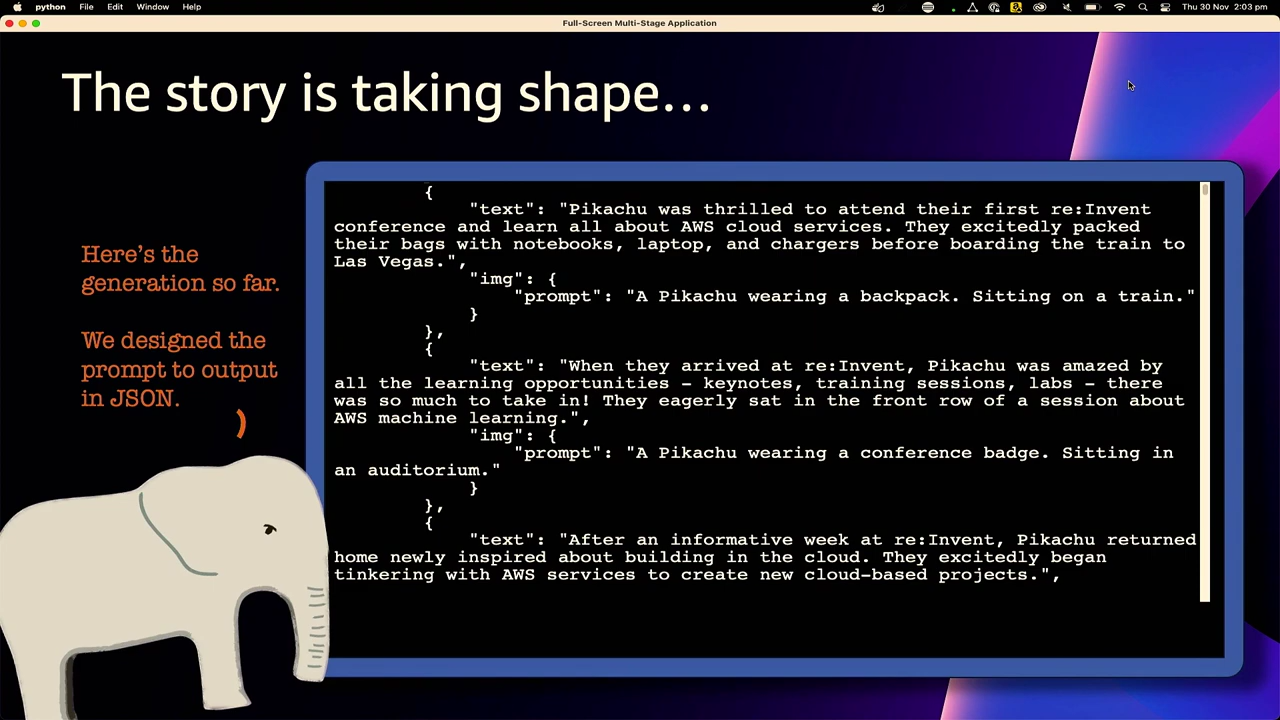 python File Edit Window Help Thu 30 Nov 2:03 pm
Full-Screen Multi-Stage Application
The story is taking shape...
Here's the
generation so far.
We designed the
prompt to output
in JSON.
{
"text": "Pikachu was thrilled to attend their first re:Invent
conference and learn all about AWS cloud services. They excitedly packed
their bags with notebooks, laptop, and chargers before boarding the train to
Las Vegas.",
"img": {
"prompt": "A Pikachu wearing a backpack. Sitting on a train."
}
},
{
"text": "When they arrived at re:Invent, Pikachu was amazed by
all the learning opportunities – keynotes, training sessions, labs – there
was so much to take in! They eagerly sat in the front row of a session about
AWS machine learning.",
"img": {
"prompt": "A Pikachu wearing a conference badge. Sitting in
an auditorium."
}
},
{
"text": "After an informative week at re:Invent, Pikachu returned
home newly inspired about building in the cloud. They excitedly began
tinkering with AWS services to create new cloud-based projects.",